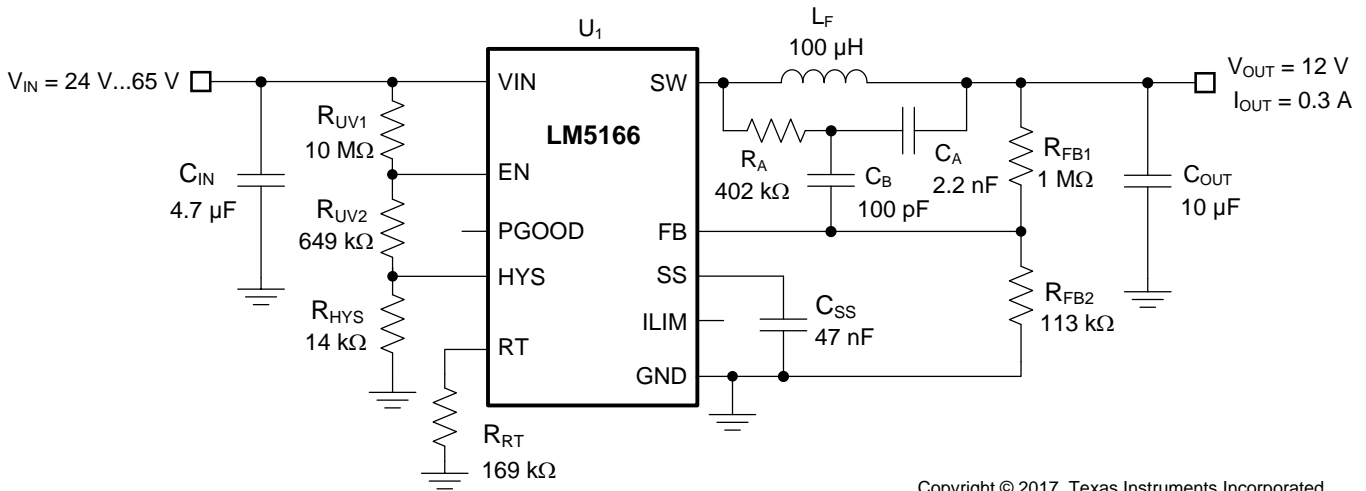 U1
LF
100 µH
VIN = 24 V...65 V
VIN
SW
VOUT = 12 V
IOUT = 0.3 A
LM5166
RUV1
10 MΩ
RA
402 kΩ
CA
2.2 nF
RFB1
1 MΩ
CIN
4.7 µF
EN
CB
100 pF
COUT
10 µF
RUV2
649 kΩ
PGOOD
FB
HYS
SS
RHYS
14 kΩ
CSS
47 nF
RFB2
113 kΩ
ILIM
RT
GND
RRT
169 kΩ
Copyright © 2017, Texas Instruments Incorporated